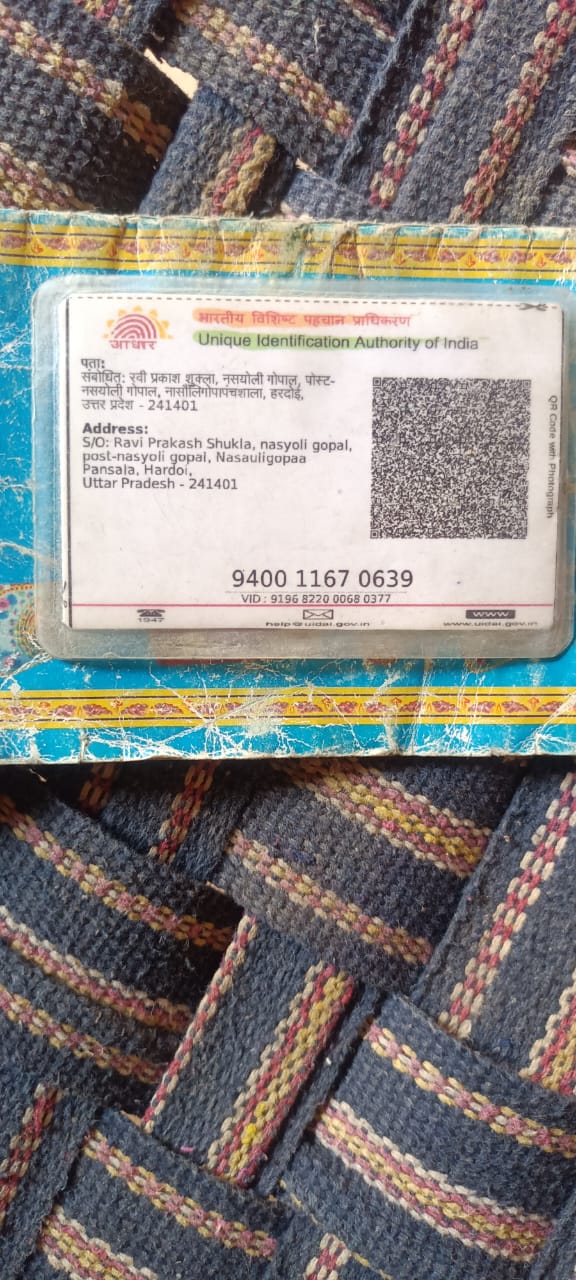 आधार
भारतीय विशिष्ट पहचान प्राधिकरण
Unique Identification Authority of India
पता:
संबोधित: रवी प्रकाश शुक्ला, नसयोली गोपाल, पोस्ट-
नसयोली गोपाल, नासौलिगोपापंचशाला, हरदोई,
उत्तर प्रदेश - 241401
Address:
S/O: Ravi Prakash Shukla, nasyoli gopal,
post-nasyoli gopal, Nasauligopaa
Pansala, Hardoi,
Uttar Pradesh - 241401
QR Code with Photograph
9400 1167 0639
VID : 9196 8220 0068 0377
1947
help@uidai.gov.in
www
www.uidai.gov.in